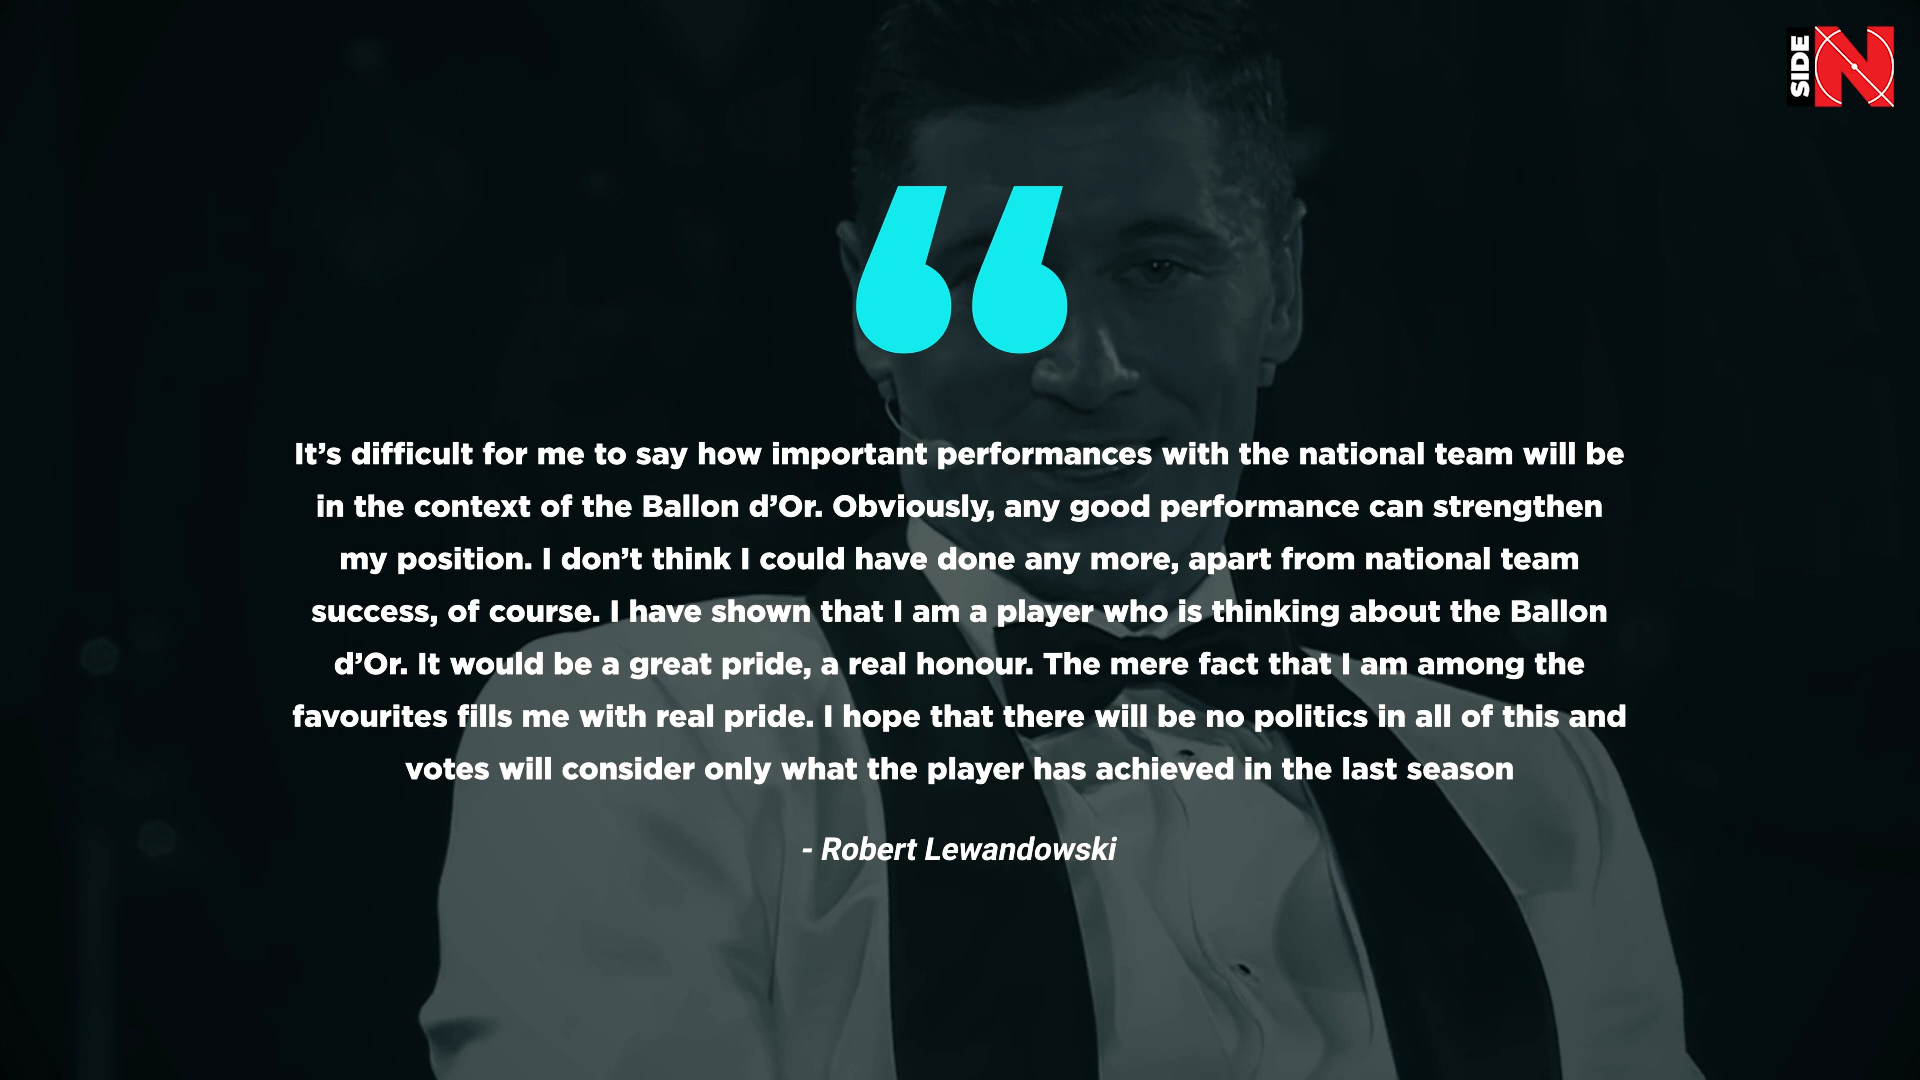 SIDE
N
It’s difficult for me to say how important performances with the national team will be
in the context of the Ballon d’Or. Obviously, any good performance can strengthen
my position. I don’t think I could have done any more, apart from national team
success, of course. I have shown that I am a player who is thinking about the Ballon
d’Or. It would be a great pride, a real honour. The mere fact that I am among the
favourites fills me with real pride. I hope that there will be no politics in all of this and
votes will consider only what the player has achieved in the last season
- Robert Lewandowski